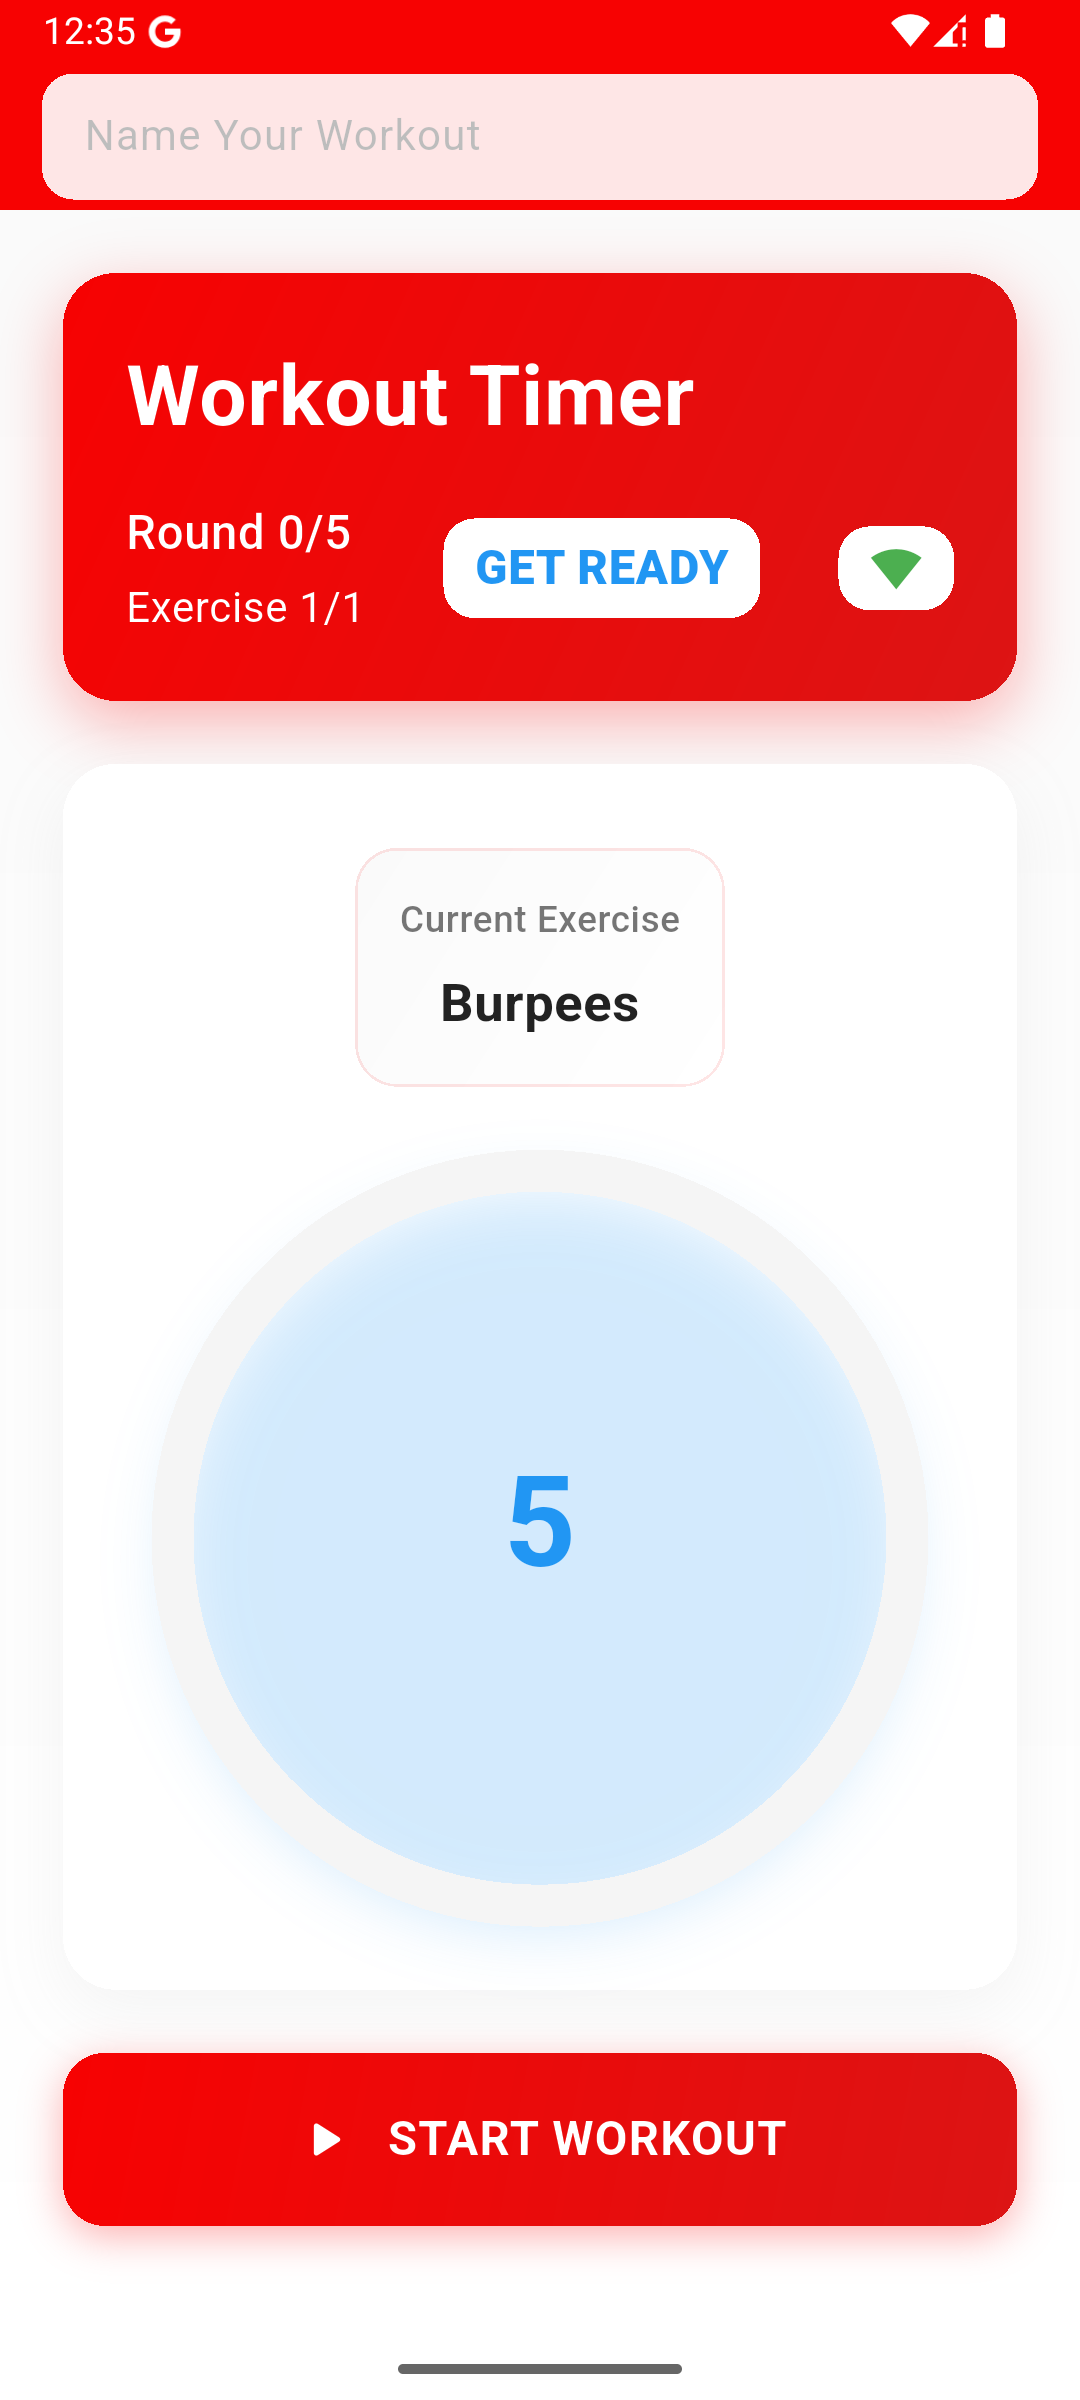 12:35
Name Your Workout
Workout Timer
Round 0/5
Exercise 1/1
GET READY
Current Exercise
Burpees
5
START WORKOUT